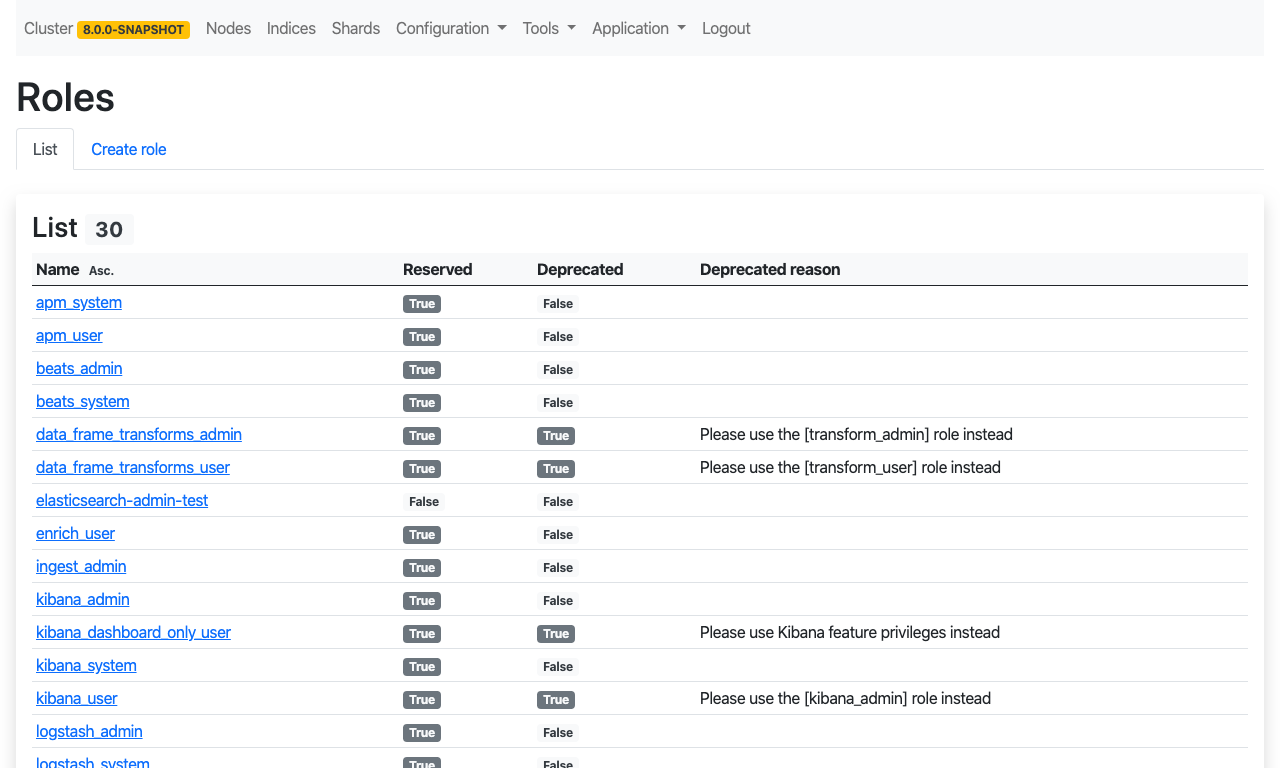 Cluster 8.0.0-SNAPSHOT Nodes Indices Shards Configuration Tools Application Logout
Roles
List Create role
List 30
Name Asc. Reserved Deprecated Deprecated reason
apm_system True False
apm_user True False
beats_admin True False
beats_system True False
data_frame_transforms_admin True True Please use the [transform_admin] role instead
data_frame_transforms_user True True Please use the [transform_user] role instead
elasticsearch-admin-test False False
enrich_user True False
ingest_admin True False
kibana_admin True False
kibana_dashboard_only_user True True Please use Kibana feature privileges instead
kibana_system True False
kibana_user True True Please use the [kibana_admin] role instead
logstash_admin True False
logstash_system True False